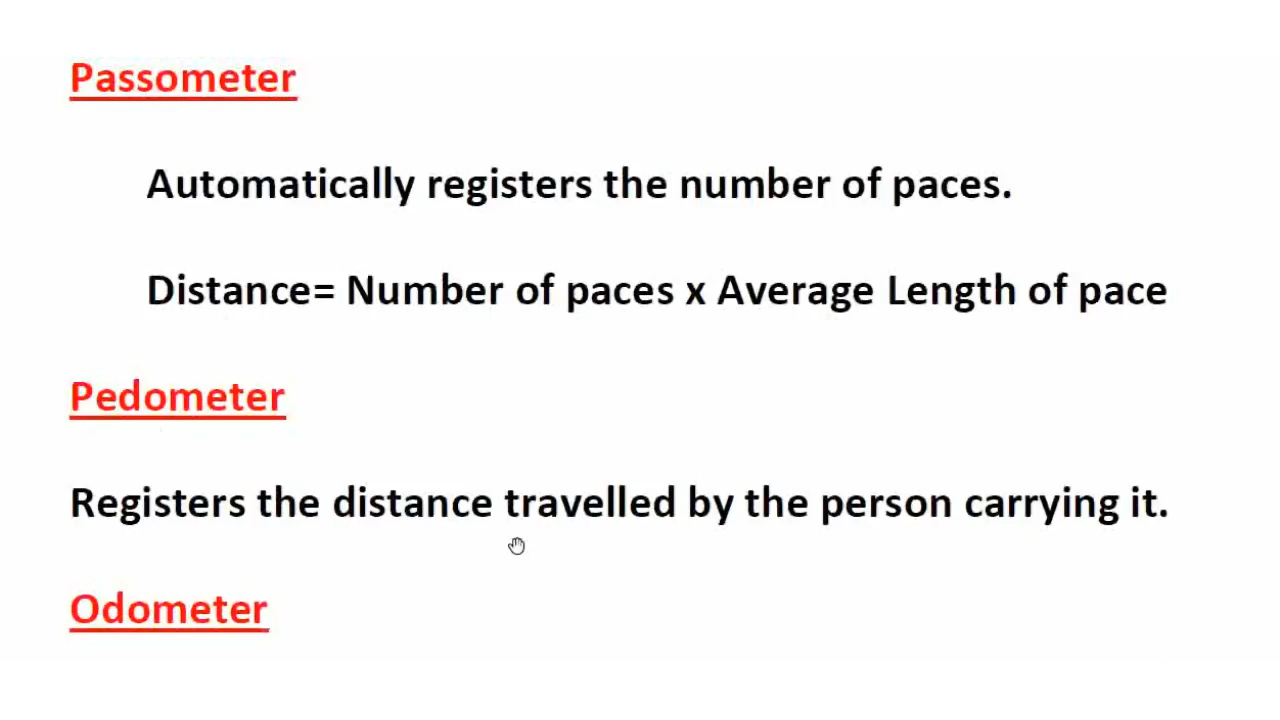 Passometer
Automatically registers the number of paces.
Distance= Number of paces x Average Length of pace
Pedometer
Registers the distance travelled by the person carrying it.
Odometer